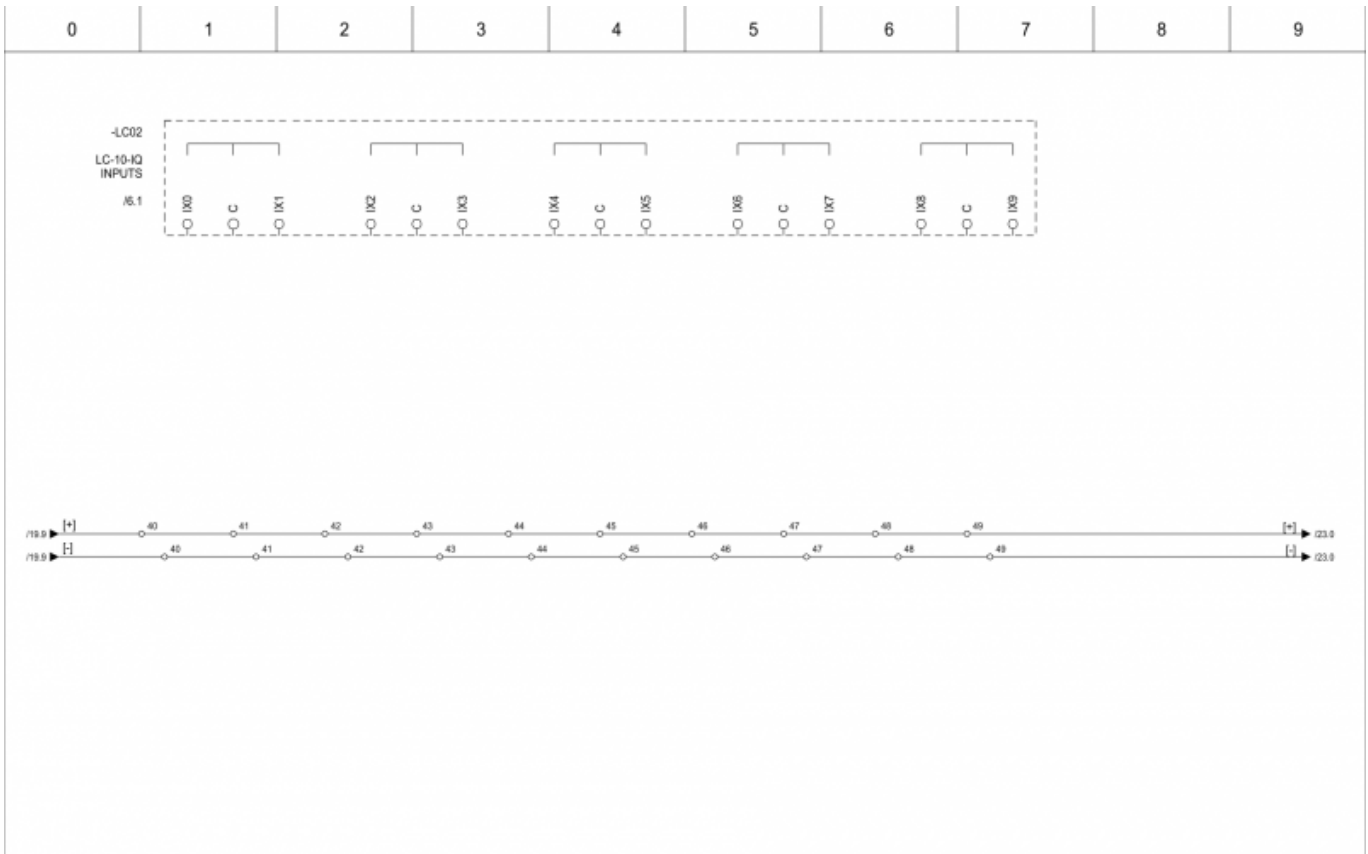 0 1 2 3 4 5 6 7 8 9
-LC02
LC-10-IQ
INPUTS
/6.1
IX0 C IX1 IX2 C IX3 IX4 C IX5 IX6 C IX7 IX8 C IX9
/19.9 [+] 40 41 42 43 44 45 46 47 48 49 [+] /23.0
/19.9 [-] 40 41 42 43 44 45 46 47 48 49 [-] /23.0